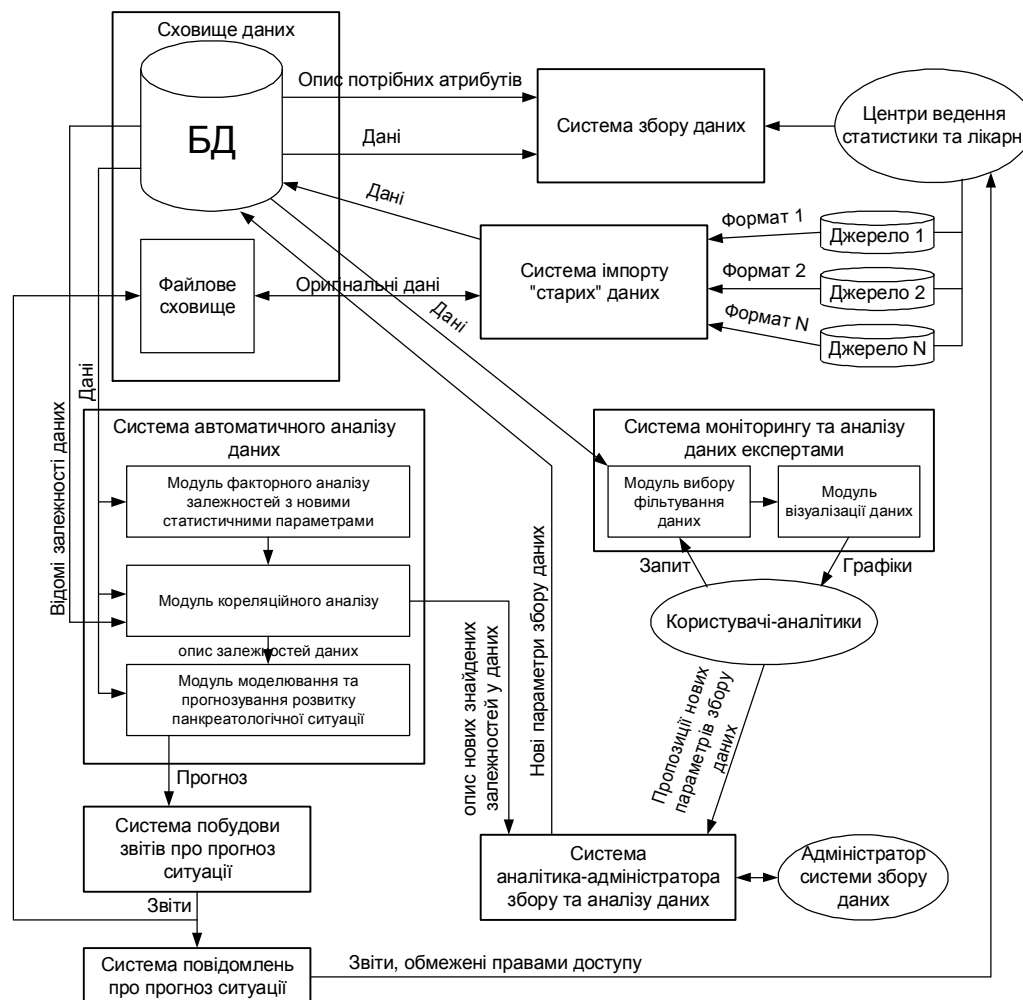 Сховище даних
БД
Файлове
сховище
Опис потрібних атрибутів
Дані
Система збору даних
Центри ведення
статистики та лікарн
Дані
Оригінальні дані
Система імпорту
"старих" даних
Формат 1
Джерело 1
Формат 2
Джерело 2
Формат N
Джерело N
Дані
Дані
Відомі залежності даних
Система автоматичного аналізу
даних
Модуль факторного аналізу
залежностей з новими
статистичними параметрами
Модуль кореляційного аналізу
опис залежностей даних
Модуль моделювання та
прогнозування розвитку
панкреатологічної ситуації
Прогноз
Система побудови
звітів про прогноз
ситуації
Звіти
Система повідомлень
про прогноз ситуації
Звіти, обмежені правами доступу
опис нових знайдених
залежностей у даних
Нові параметри збору даних
Система моніторингу та аналізу
даних експертами
Модуль вибору
фільтування
даних
Модуль
візуалізації даних
Запит
Графіки
Користувачі-аналітики
Пропозиції нових
параметрів збору
даних
Система
аналітика-адміністратора
збору та аналізу даних
Адміністратор
системи збору
даних